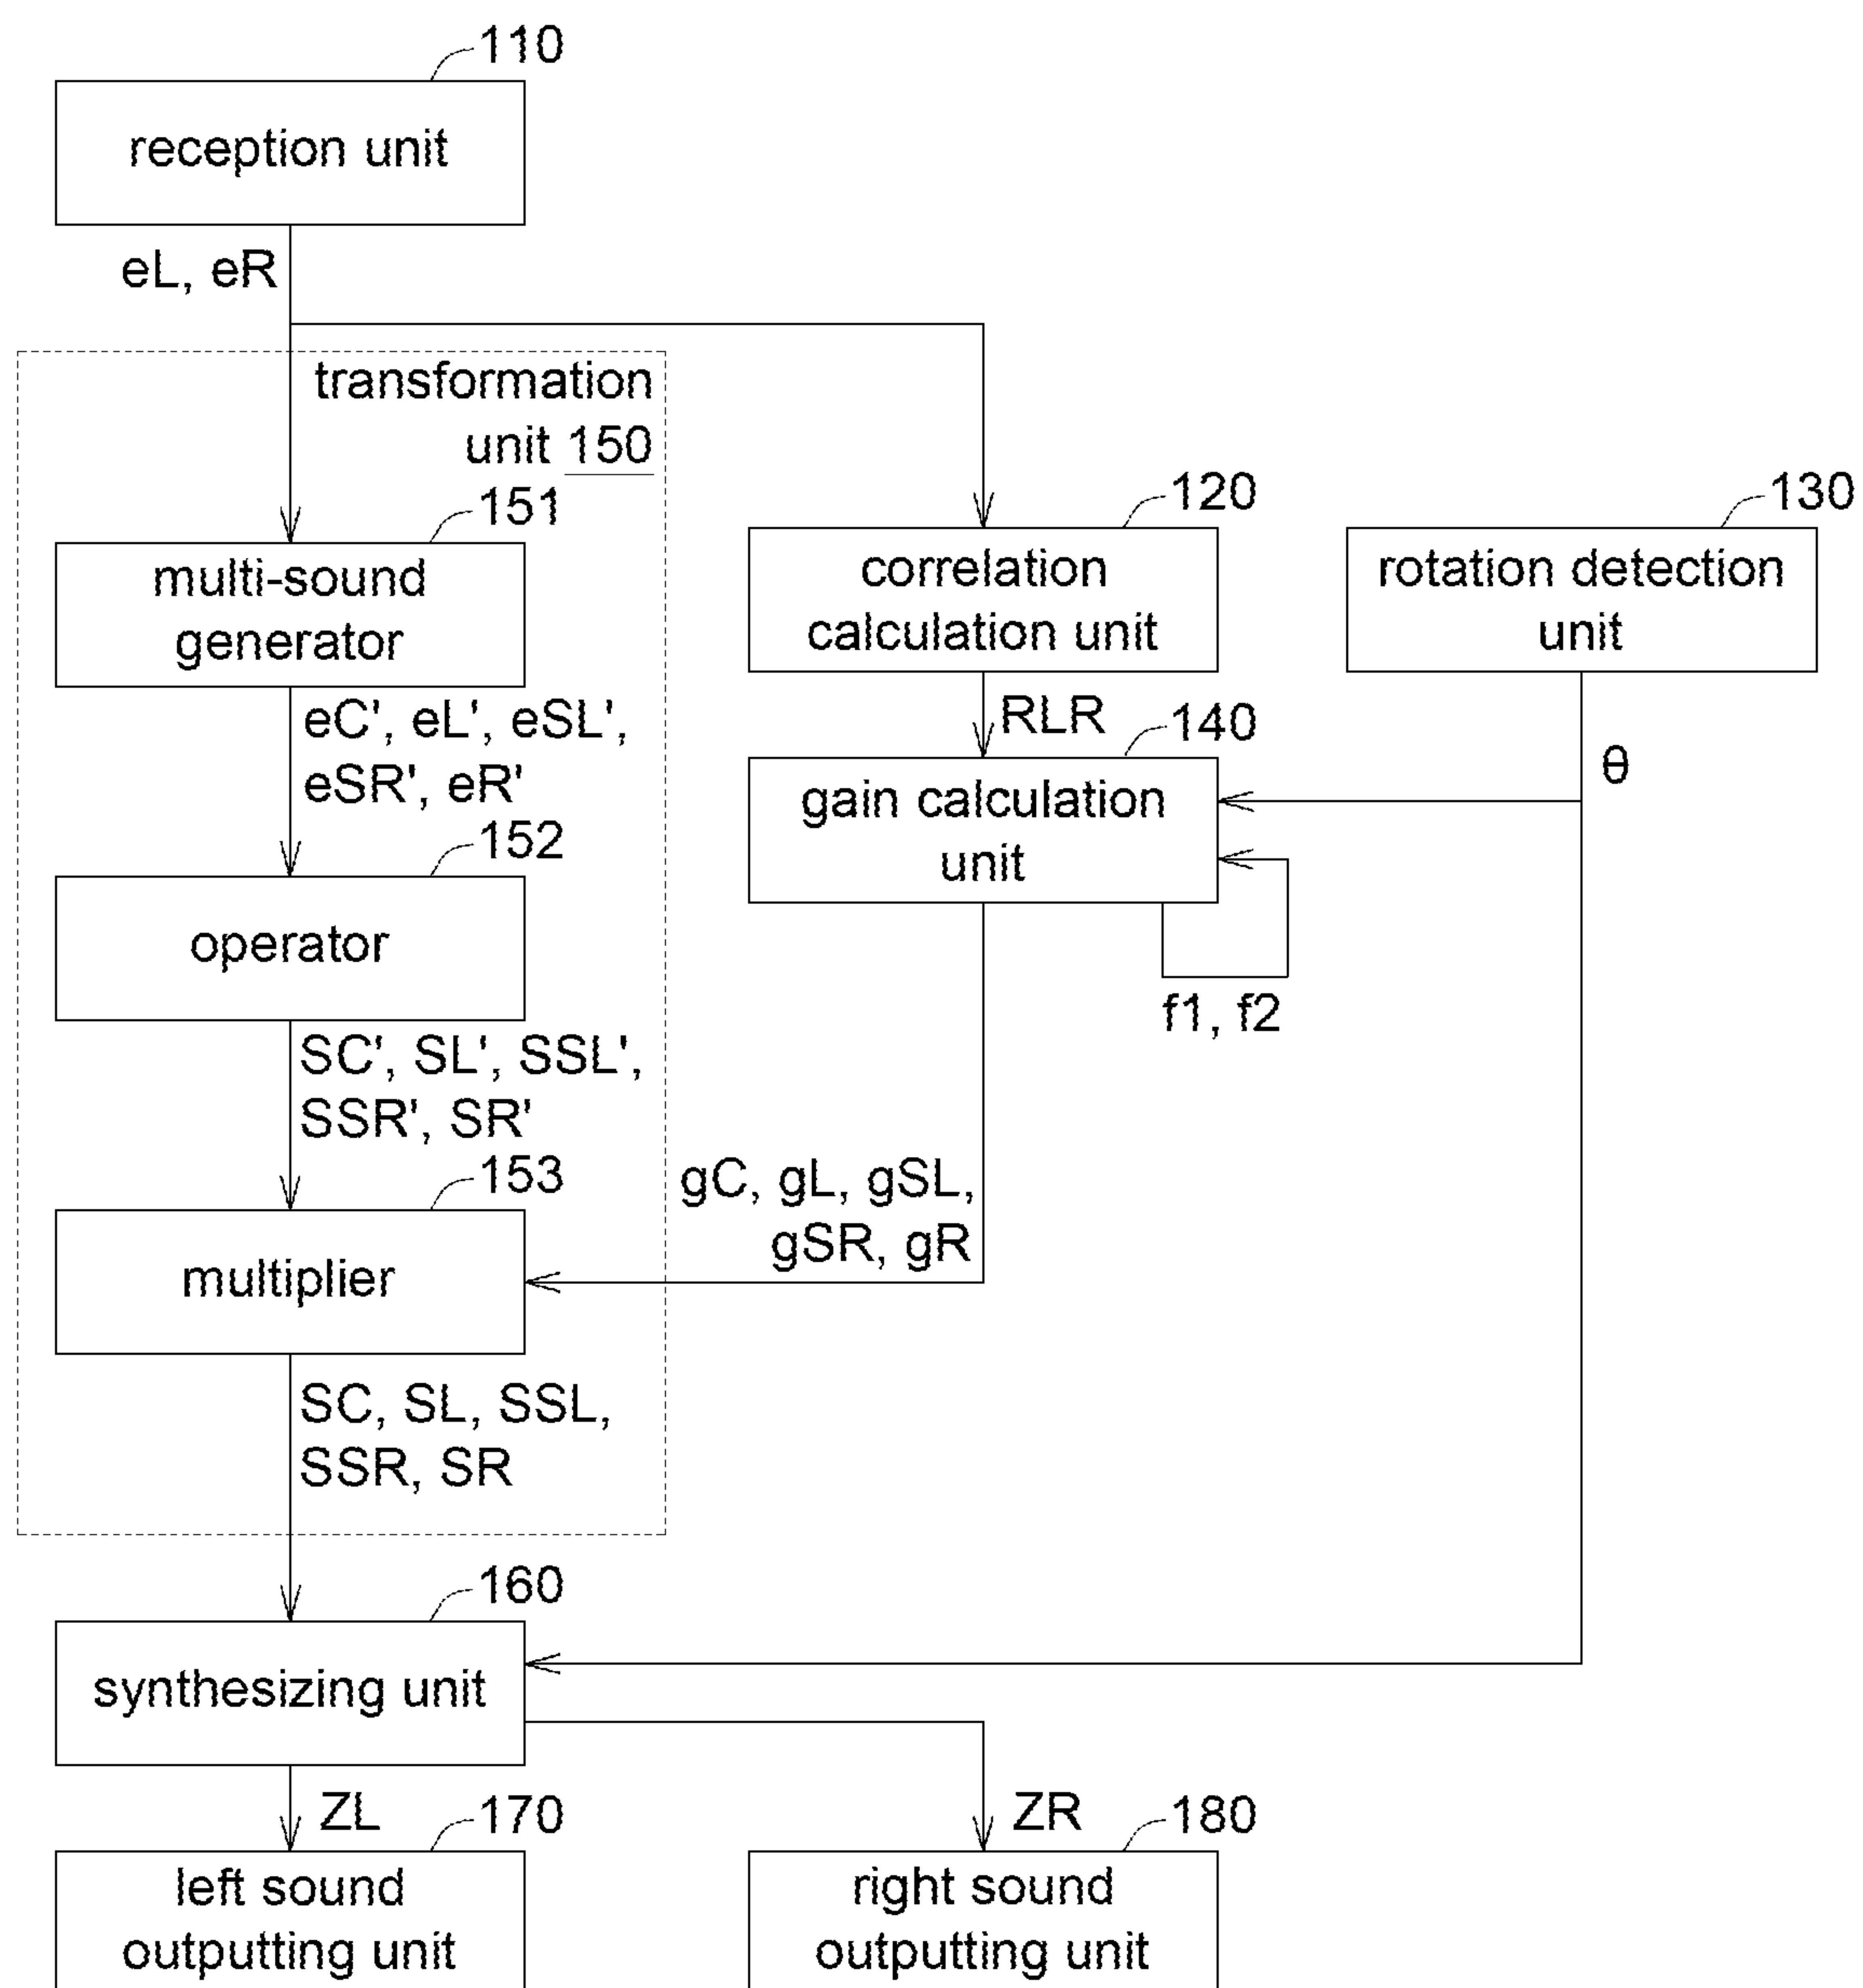 110
reception unit
eL, eR
transformation
unit 150
151
multi-sound
generator
120
correlation
calculation unit
130
rotation detection
unit
eC', eL', eSL',
eSR', eR'
RLR
140
gain calculation
unit
θ
152
operator
f1, f2
SC', SL', SSL',
SSR', SR'
153
multiplier
gC, gL, gSL,
gSR, gR
SC, SL, SSL,
SSR, SR
160
synthesizing unit
ZL
170
left sound
outputting unit
ZR
180
right sound
outputting unit